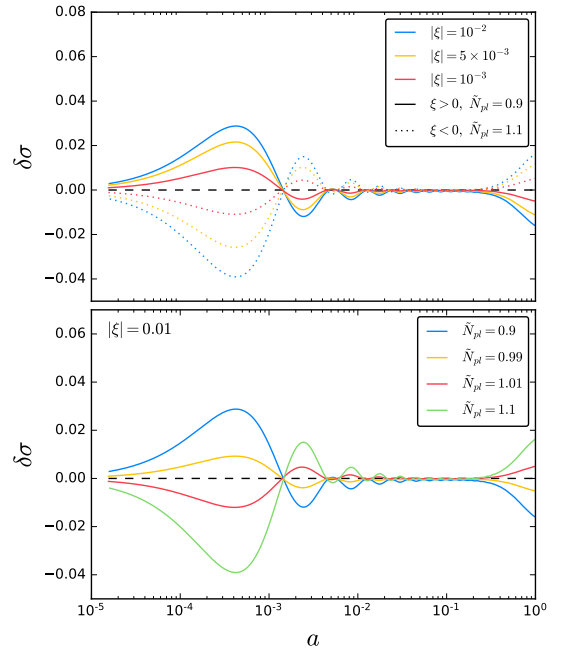 0.08
0.06
0.04
0.02
0.00
−0.02
−0.04
δσ
|ξ| = 10⁻²
|ξ| = 5 × 10⁻³
|ξ| = 10⁻³
ξ > 0, Ñ_pl = 0.9
ξ < 0, Ñ_pl = 1.1
|ξ| = 0.01
0.06
0.04
0.02
0.00
−0.02
−0.04
δσ
Ñ_pl = 0.9
Ñ_pl = 0.99
Ñ_pl = 1.01
Ñ_pl = 1.1
10⁻⁵ 10⁻⁴ 10⁻³ 10⁻² 10⁻¹ 10⁰
a